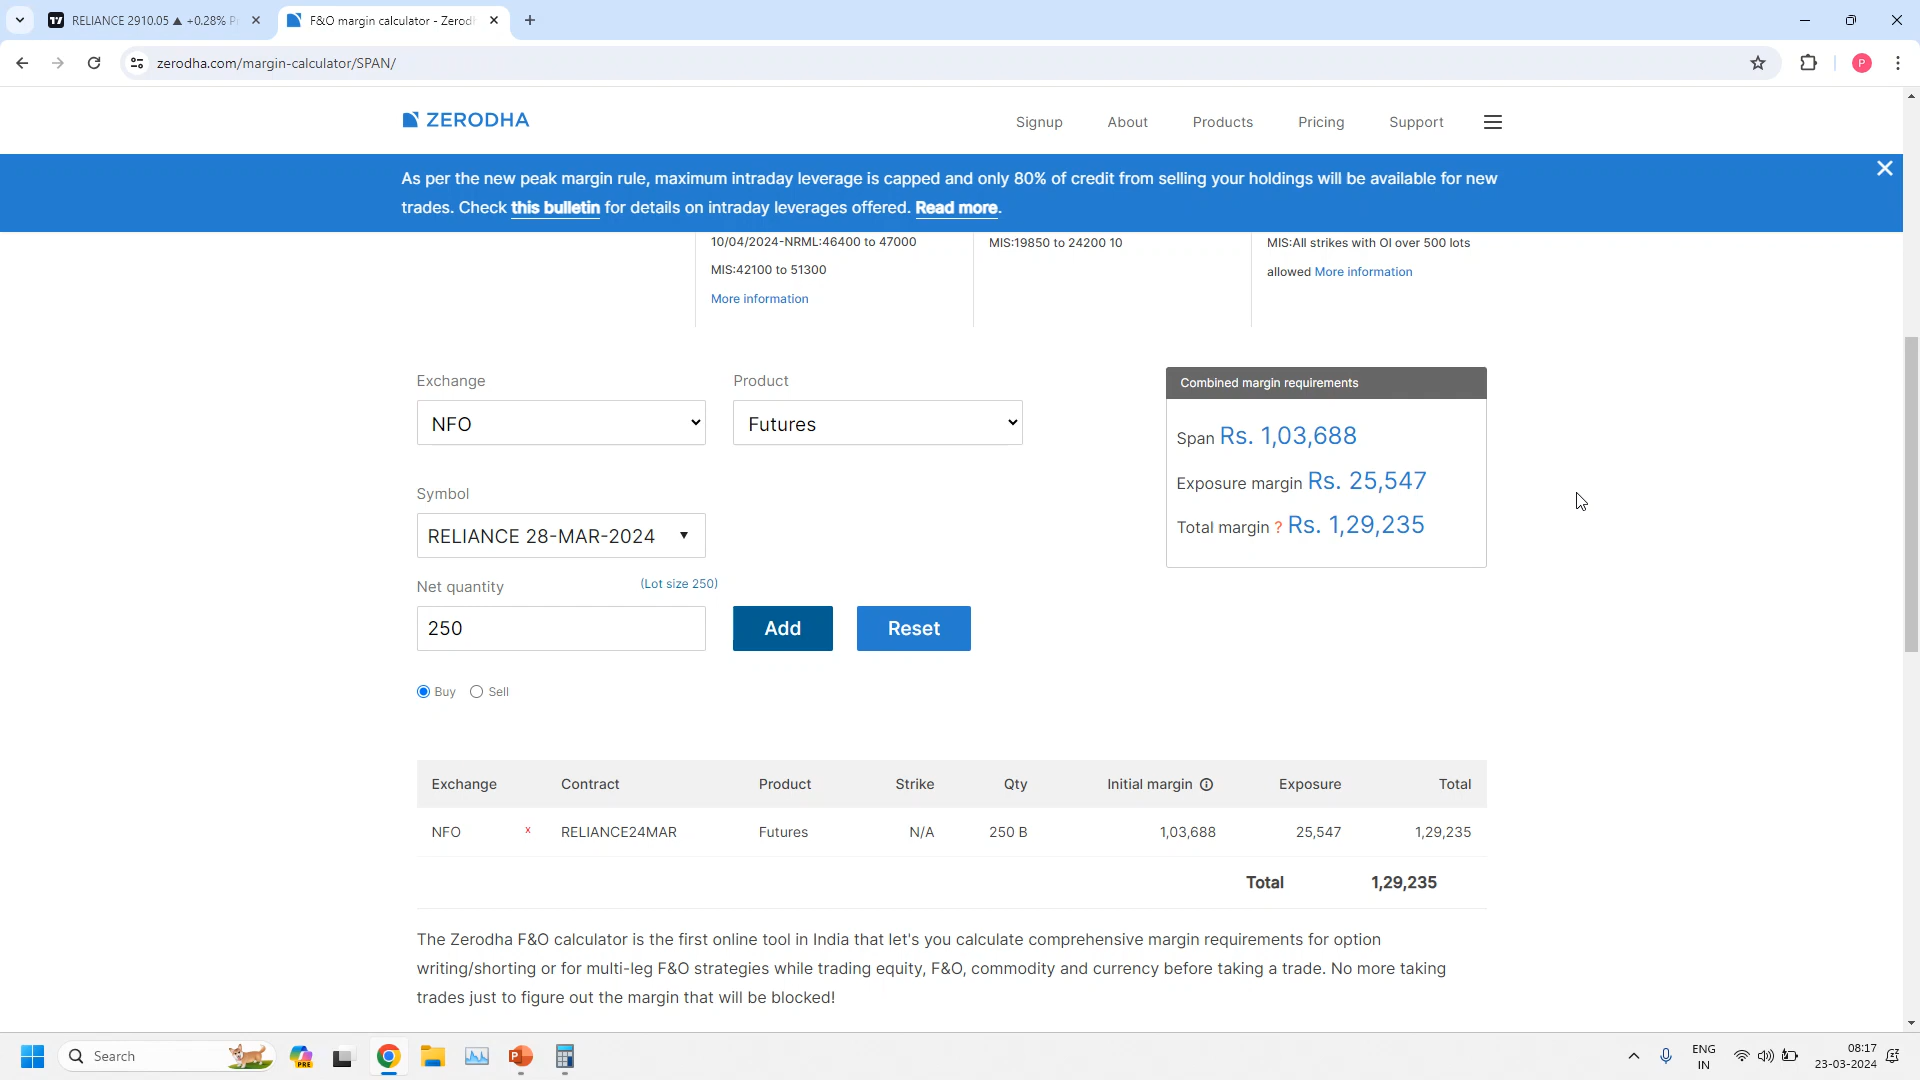 RELIANCE 2910.05 ▲ +0.28%
F&O margin calculator - Zerod
zerodha.com/margin-calculator/SPAN/
P
ZERODHA
Signup
About
Products
Pricing
Support
As per the new peak margin rule, maximum intraday leverage is capped and only 80% of credit from selling your holdings will be available for new
trades. Check this bulletin for details on intraday leverages offered. Read more.
10/04/2024-NRML:46400 to 47000
MIS:42100 to 51300
More information
MIS:19850 to 24200 10
MIS:All strikes with OI over 500 lots
allowed More information
Exchange
Product
NFO
Futures
Symbol
RELIANCE 28-MAR-2024
Net quantity
(Lot size 250)
250
Add
Reset
Buy
Sell
Combined margin requirements
Span Rs. 1,03,688
Exposure margin Rs. 25,547
Total margin ? Rs. 1,29,235
Exchange Contract Product Strike Qty Initial margin Exposure Total
NFO x RELIANCE24MAR Futures N/A 250 B 1,03,688 25,547 1,29,235
Total 1,29,235
The Zerodha F&O calculator is the first online tool in India that let's you calculate comprehensive margin requirements for option
writing/shorting or for multi-leg F&O strategies while trading equity, F&O, commodity and currency before taking a trade. No more taking
trades just to figure out the margin that will be blocked!
Search
PRE
P
ENG
IN
08:17
23-03-2024